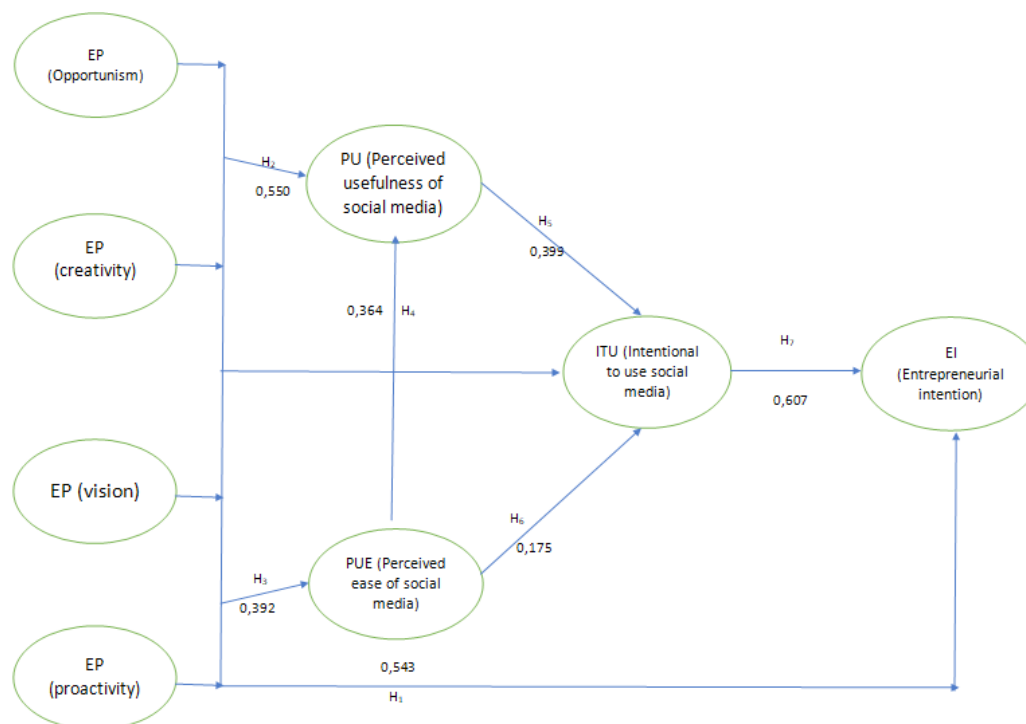 EP
(Opportunism)
H₂
0,550
PU (Perceived
usefulness of
social media)
H₅
0,399
EP
(creativity)
0,364
H₄
ITU (Intentional
to use social
media)
H₇
0,607
EI
(Entrepreneurial
intention)
EP (vision)
H₃
0,392
PUE (Perceived
ease of social
media)
H₆
0,175
EP
(proactivity)
0,543
H₁